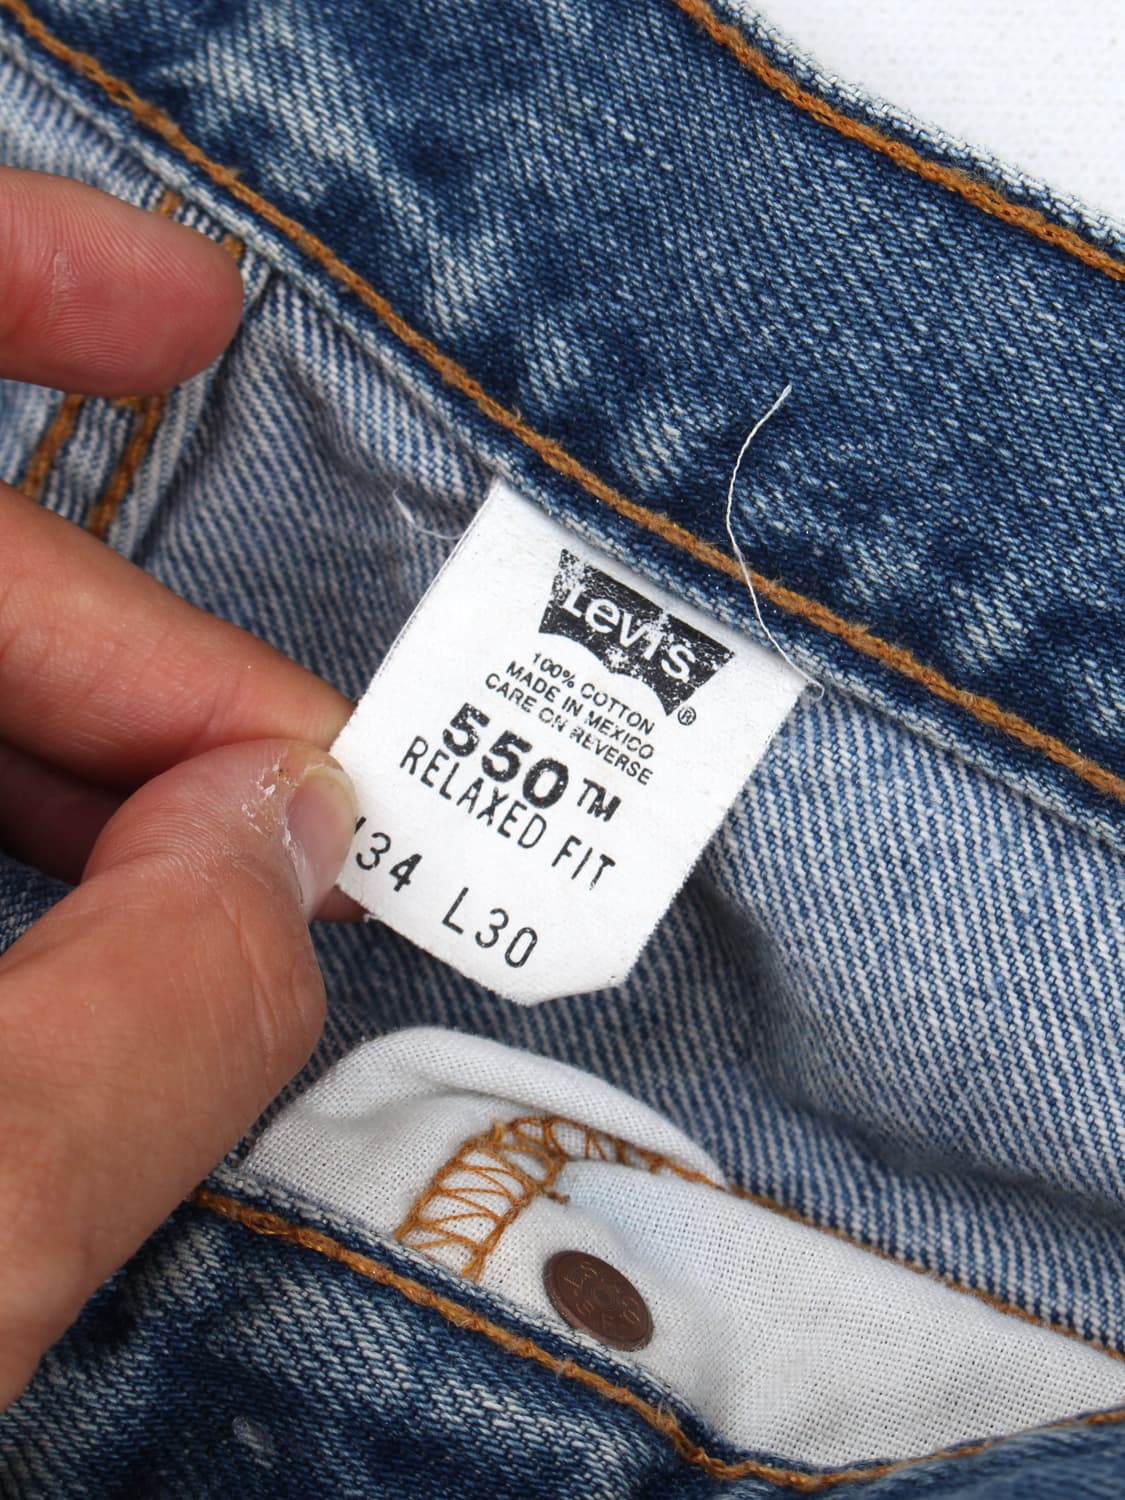 Levi's ®
100% COTTON
MADE IN MEXICO
CARE ON REVERSE
550™
RELAXED FIT
34 L30